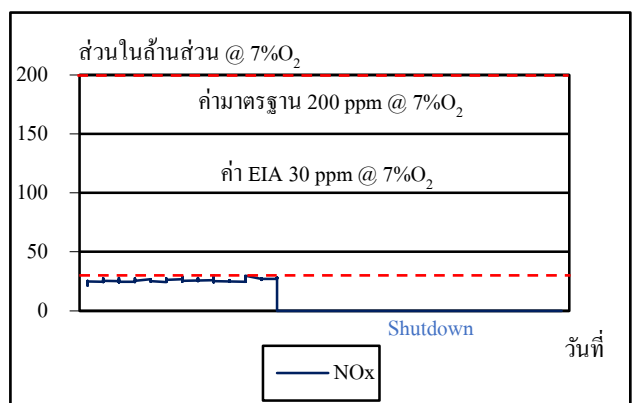 ส่วนในล้านส่วน @ 7%O₂
200
ค่ามาตรฐาน 200 ppm @ 7%O₂
150
100
ค่า EIA 30 ppm @ 7%O₂
50
0
Shutdown
วันที่
NOx